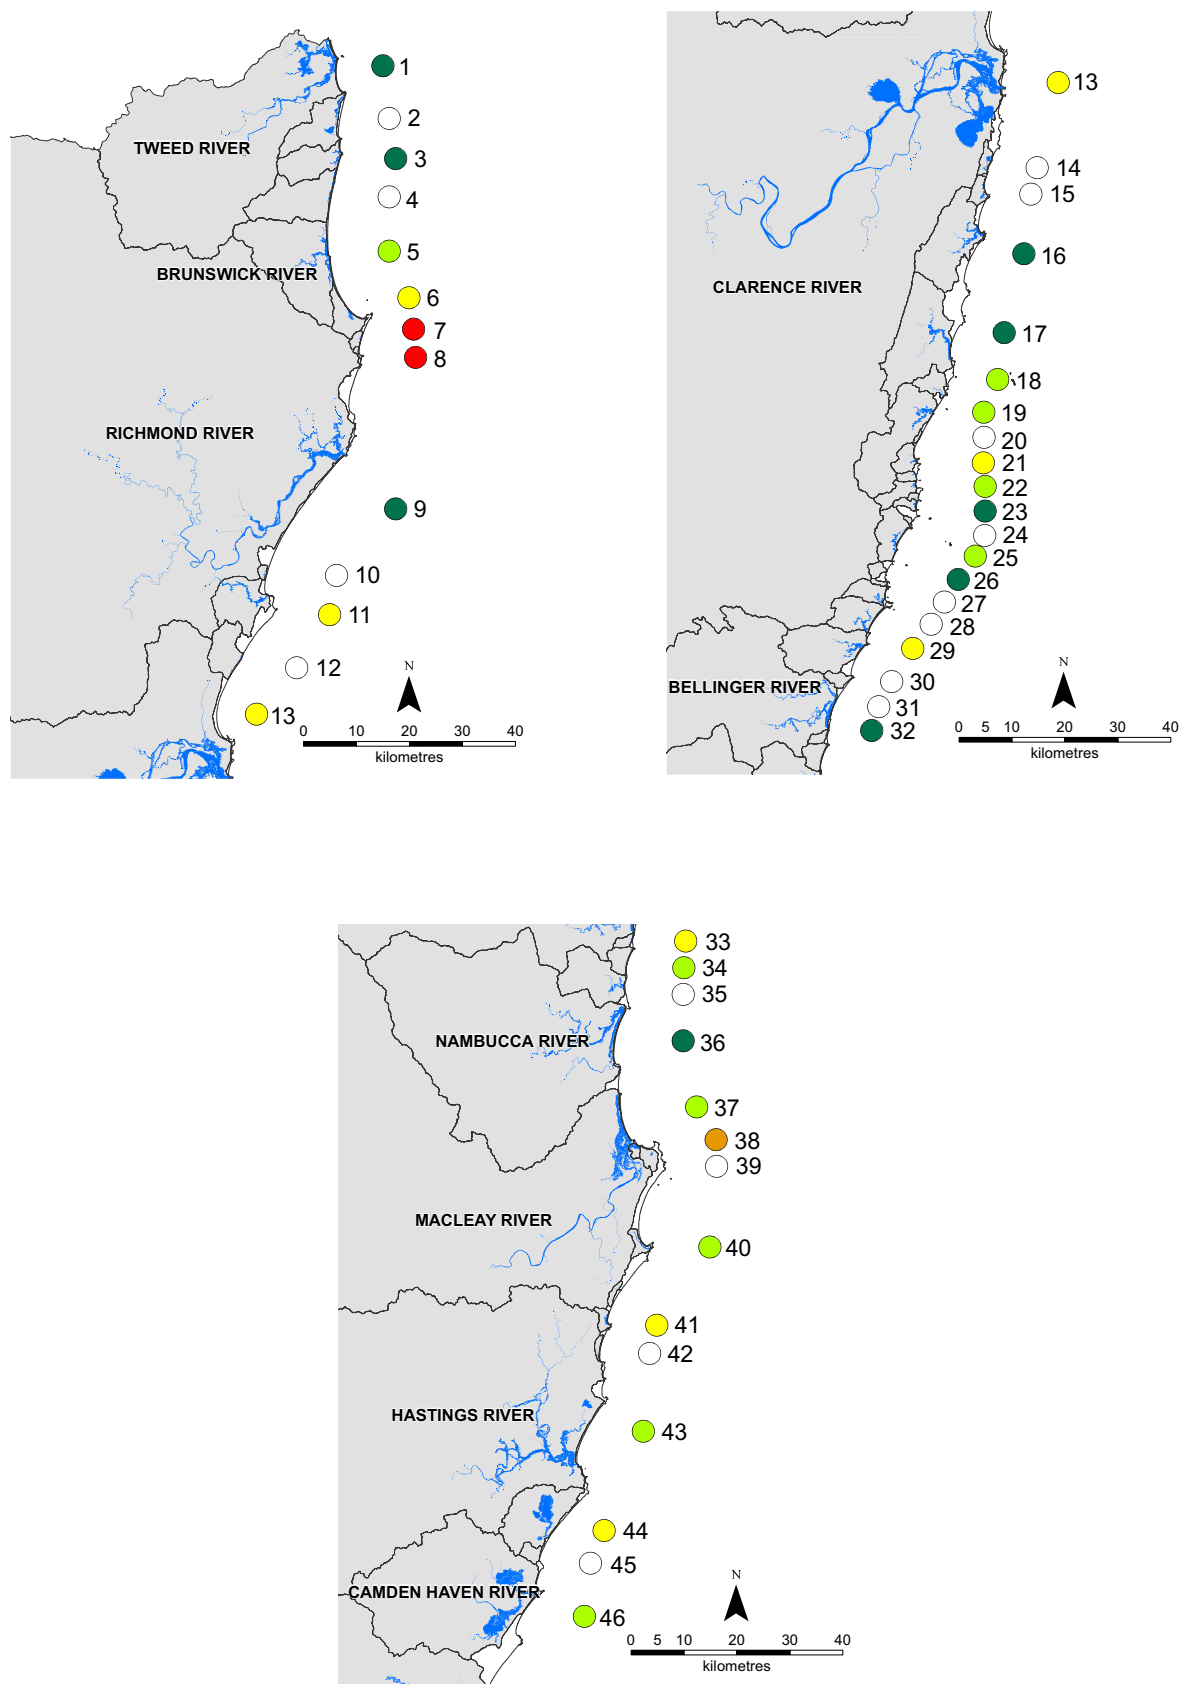 1
2
TWEED RIVER
3
4
5
BRUNSWICK RIVER
6
7
8
RICHMOND RIVER
9
10
11
12
N
13
0 5 10 20 30 40
kilometres
13
14
15
16
CLARENCE RIVER
17
18
19
20
21
22
23
24
25
26
27
28
29
N
BELLINGER RIVER
30
31
32
0 5 10 20 30 40
kilometres
33
34
35
NAMBUCCA RIVER
36
37
38
39
MACLEAY RIVER
40
41
42
HASTINGS RIVER
43
44
45
N
CAMDEN HAVEN RIVER
46
0 5 10 20 30 40
kilometres